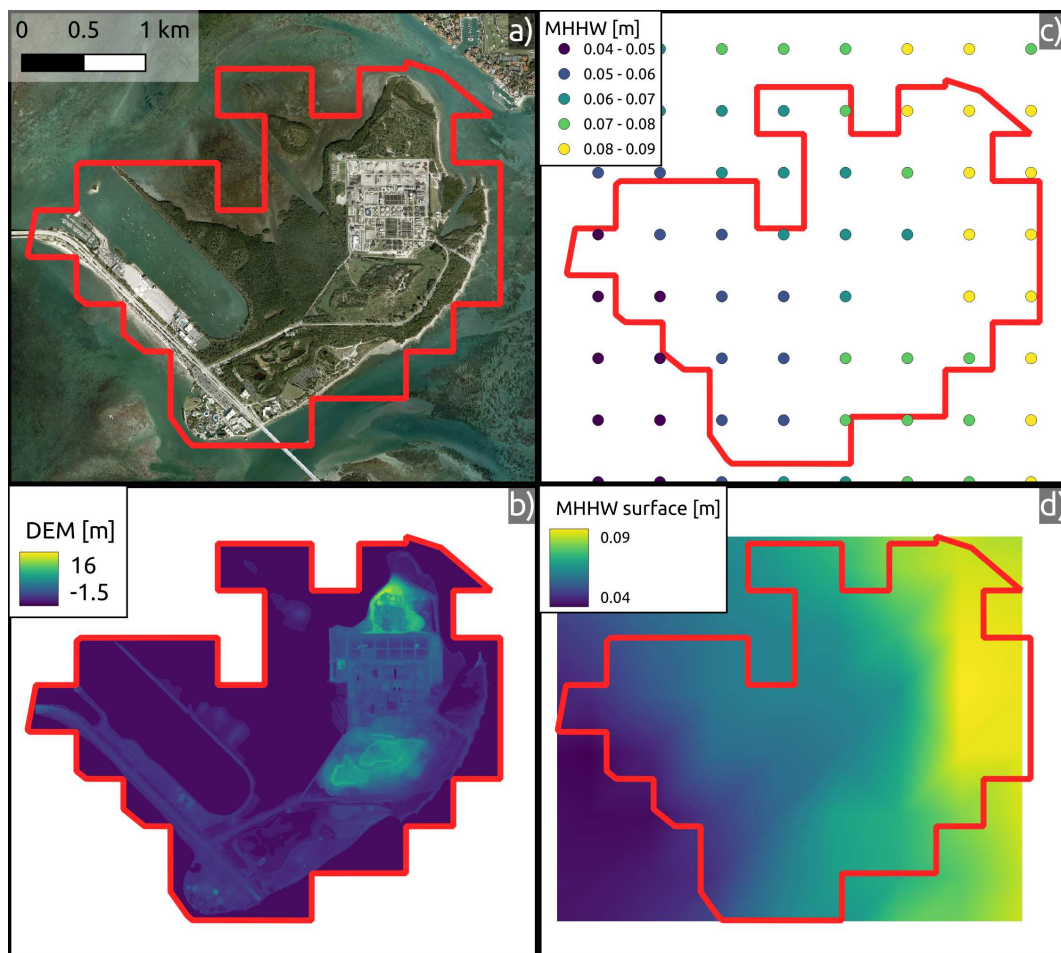 0 0.5 1 km
a)
MHHW [m]
0.04 - 0.05
0.05 - 0.06
0.06 - 0.07
0.07 - 0.08
0.08 - 0.09
c)
DEM [m]
16
-1.5
b)
MHHW surface [m]
0.09
0.04
d)